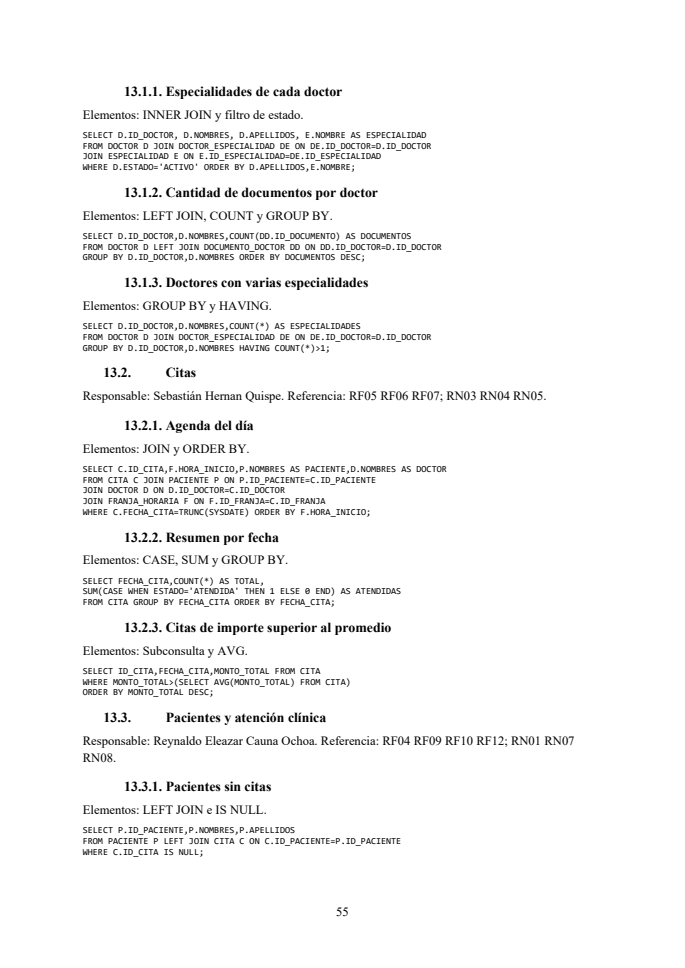 13.1.1. Especialidades de cada doctor
Elementos: INNER JOIN y filtro de estado.
SELECT D.ID_DOCTOR, D.NOMBRES, D.APELLIDOS, E.NOMBRE AS ESPECIALIDAD
FROM DOCTOR D JOIN DOCTOR_ESPECIALIDAD DE ON DE.ID_DOCTOR=D.ID_DOCTOR
JOIN ESPECIALIDAD E ON E.ID_ESPECIALIDAD=DE.ID_ESPECIALIDAD
WHERE D.ESTADO='ACTIVO' ORDER BY D.APELLIDOS,E.NOMBRE;
13.1.2. Cantidad de documentos por doctor
Elementos: LEFT JOIN, COUNT y GROUP BY.
SELECT D.ID_DOCTOR,D.NOMBRES,COUNT(DD.ID_DOCUMENTO) AS DOCUMENTOS
FROM DOCTOR D LEFT JOIN DOCUMENTO_DOCTOR DD ON DD.ID_DOCTOR=D.ID_DOCTOR
GROUP BY D.ID_DOCTOR,D.NOMBRES ORDER BY DOCUMENTOS DESC;
13.1.3. Doctores con varias especialidades
Elementos: GROUP BY y HAVING.
SELECT D.ID_DOCTOR,D.NOMBRES,COUNT(*) AS ESPECIALIDADES
FROM DOCTOR D JOIN DOCTOR_ESPECIALIDAD DE ON DE.ID_DOCTOR=D.ID_DOCTOR
GROUP BY D.ID_DOCTOR,D.NOMBRES HAVING COUNT(*)>1;
13.2. Citas
Responsable: Sebastián Hernan Quispe. Referencia: RF05 RF06 RF07; RN03 RN04 RN05.
13.2.1. Agenda del día
Elementos: JOIN y ORDER BY.
SELECT C.ID_CITA,F.HORA_INICIO,P.NOMBRES AS PACIENTE,D.NOMBRES AS DOCTOR
FROM CITA C JOIN PACIENTE P ON P.ID_PACIENTE=C.ID_PACIENTE
JOIN DOCTOR D ON D.ID_DOCTOR=C.ID_DOCTOR
JOIN FRANJA_HORARIA F ON F.ID_FRANJA=C.ID_FRANJA
WHERE C.FECHA_CITA=TRUNC(SYSDATE) ORDER BY F.HORA_INICIO;
13.2.2. Resumen por fecha
Elementos: CASE, SUM y GROUP BY.
SELECT FECHA_CITA,COUNT(*) AS TOTAL,
SUM(CASE WHEN ESTADO='ATENDIDA' THEN 1 ELSE 0 END) AS ATENDIDAS
FROM CITA GROUP BY FECHA_CITA ORDER BY FECHA_CITA;
13.2.3. Citas de importe superior al promedio
Elementos: Subconsulta y AVG.
SELECT ID_CITA,FECHA_CITA,MONTO_TOTAL FROM CITA
WHERE MONTO_TOTAL>(SELECT AVG(MONTO_TOTAL) FROM CITA)
ORDER BY MONTO_TOTAL DESC;
13.3. Pacientes y atención clínica
Responsable: Reynaldo Eleazar Cauna Ochoa. Referencia: RF04 RF09 RF10 RF12; RN01 RN07
RN08.
13.3.1. Pacientes sin citas
Elementos: LEFT JOIN e IS NULL.
SELECT P.ID_PACIENTE,P.NOMBRES,P.APELLIDOS
FROM PACIENTE P LEFT JOIN CITA C ON C.ID_PACIENTE=P.ID_PACIENTE
WHERE C.ID_CITA IS NULL;
55